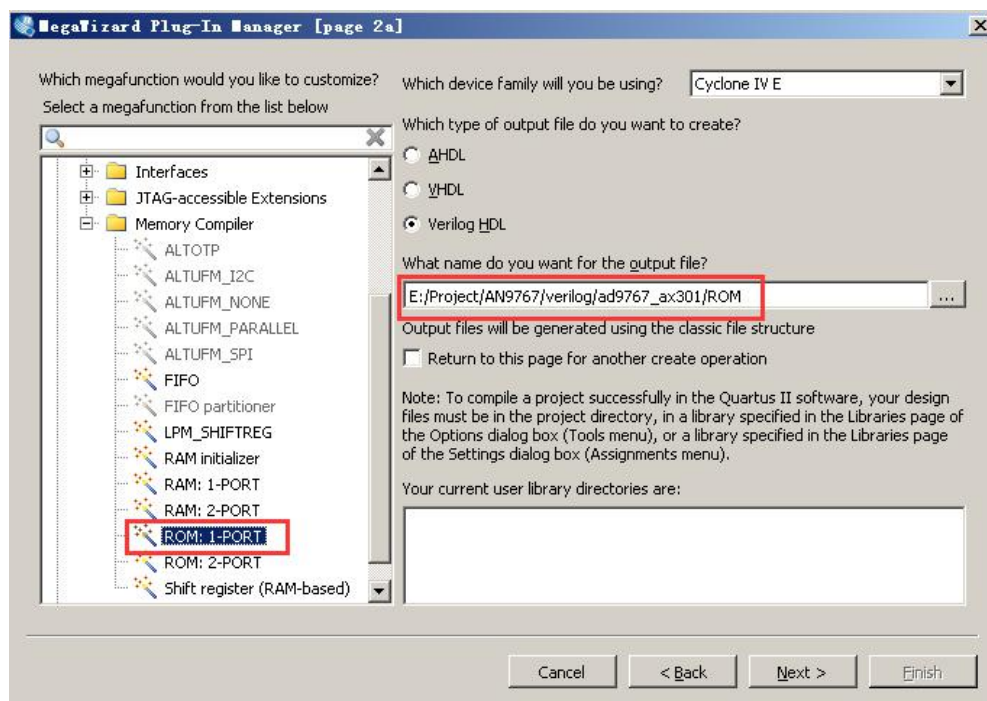 MegaWizard Plug-In Manager [page 2a]
Which megafunction would you like to customize?
Select a megafunction from the list below
Interfaces
JTAG-accessible Extensions
Memory Compiler
ALTOTP
ALTUFM_I2C
ALTUFM_NONE
ALTUFM_PARALLEL
ALTUFM_SPI
FIFO
FIFO partitioner
LPM_SHIFTREG
RAM initializer
RAM: 1-PORT
RAM: 2-PORT
ROM: 1-PORT
ROM: 2-PORT
Shift register (RAM-based)
Which device family will you be using?
Cyclone IV E
Which type of output file do you want to create?
AHDL
VHDL
Verilog HDL
What name do you want for the output file?
E:/Project/AN9767/verilog/ad9767_ax301/ROM
...
Output files will be generated using the classic file structure
Return to this page for another create operation
Note: To compile a project successfully in the Quartus II software, your design
files must be in the project directory, in a library specified in the Libraries page of
the Options dialog box (Tools menu), or a library specified in the Libraries page
of the Settings dialog box (Assignments menu).
Your current user library directories are:
Cancel
< Back
Next >
Finish